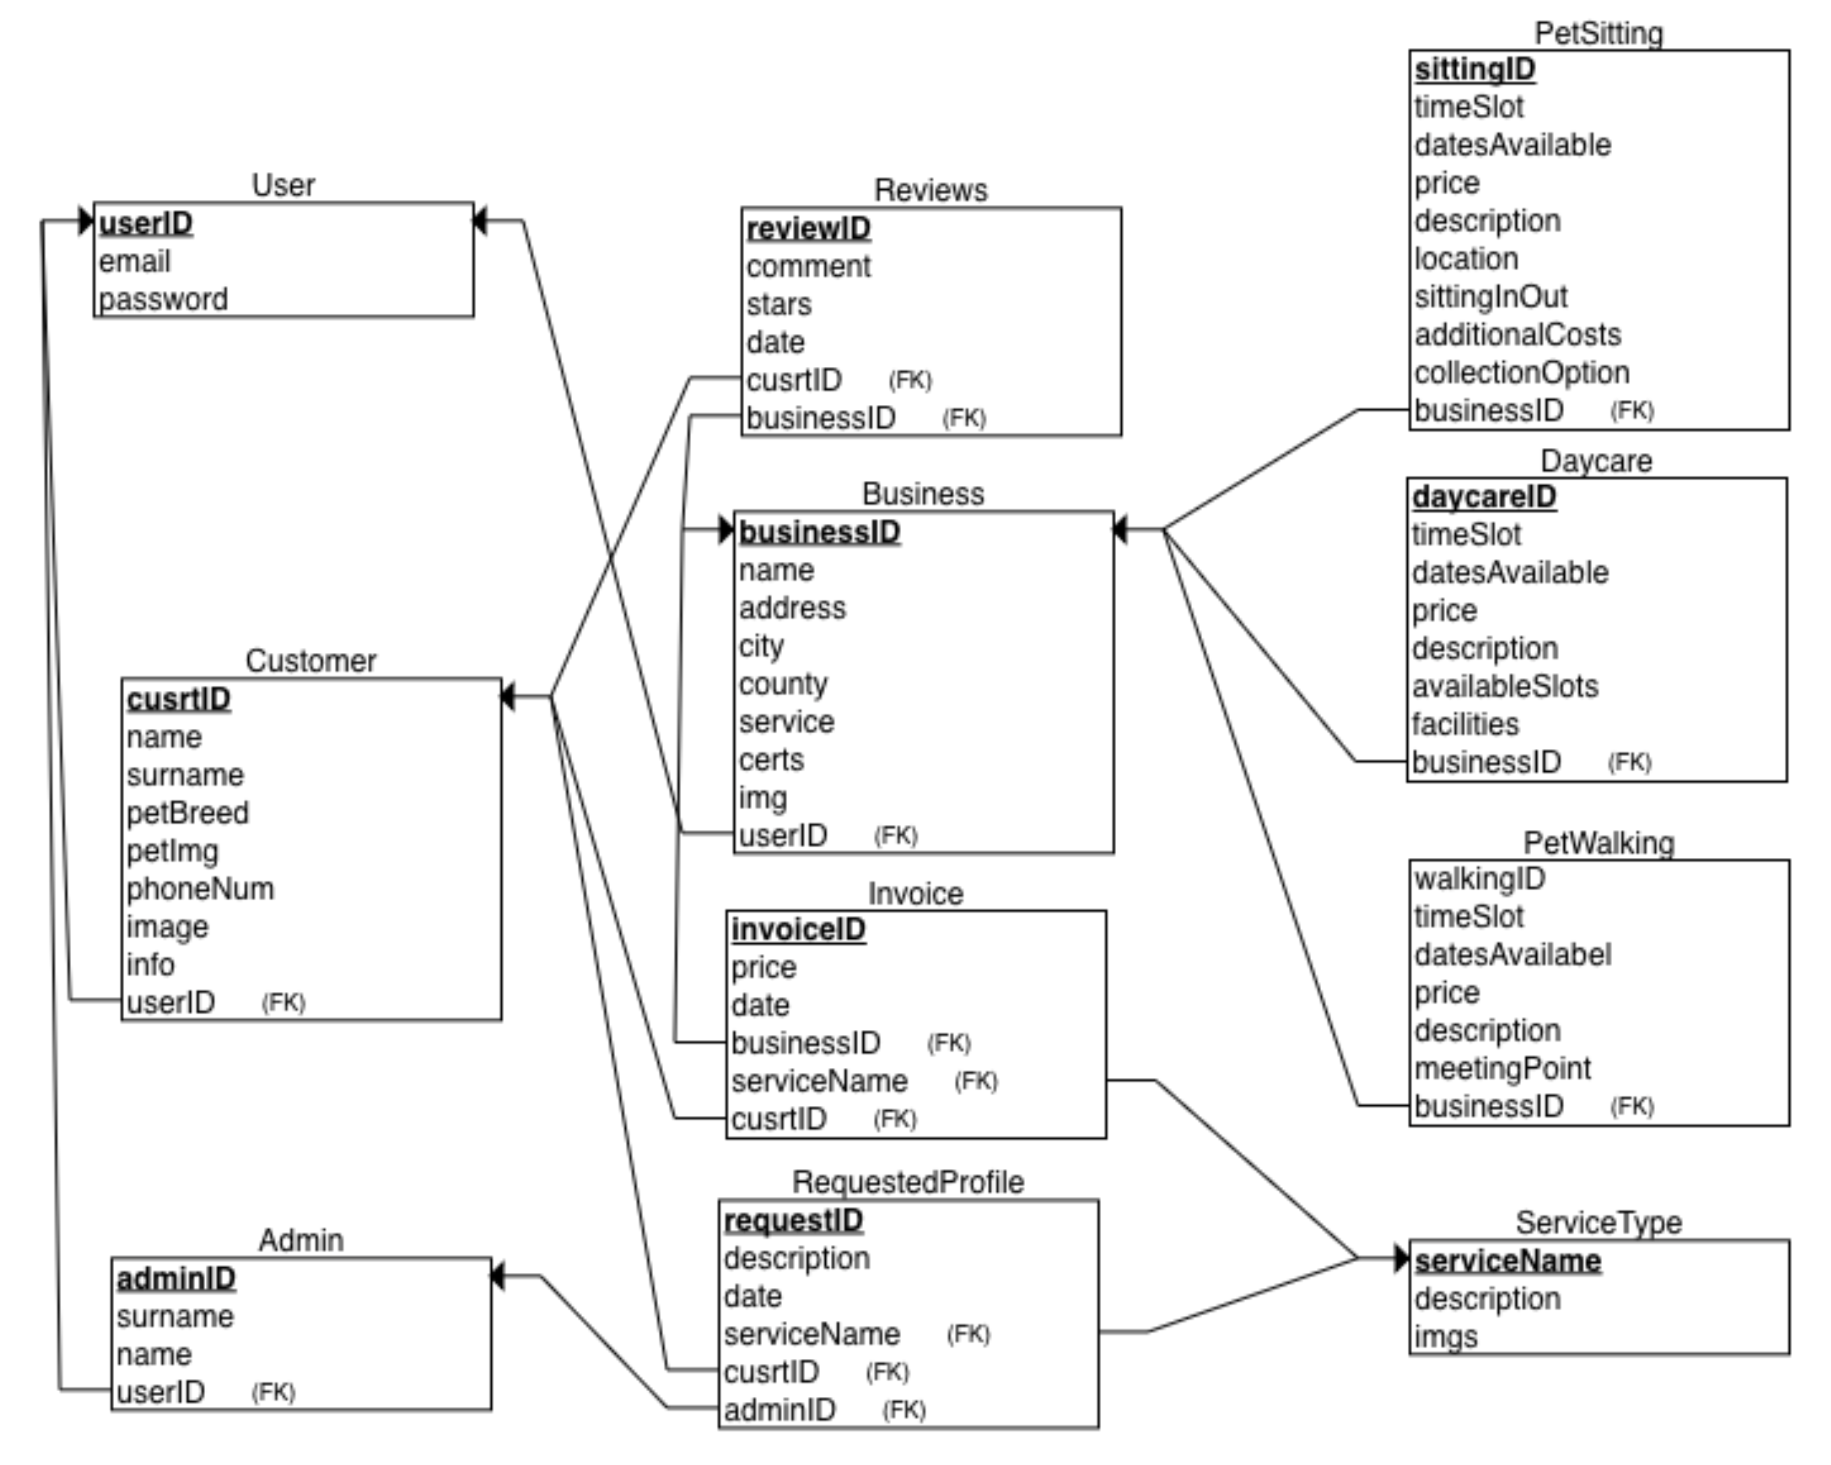 User
userID
email
password
Customer
cusrtID
name
surname
petBreed
petImg
phoneNum
image
info
userID (FK)
Admin
adminID
surname
name
userID (FK)
Reviews
reviewID
comment
stars
date
cusrtID (FK)
businessID (FK)
Business
businessID
name
address
city
county
service
certs
img
userID (FK)
Invoice
invoiceID
price
date
businessID (FK)
serviceName (FK)
cusrtID (FK)
RequestedProfile
requestID
description
date
serviceName (FK)
cusrtID (FK)
adminID (FK)
PetSitting
sittingID
timeSlot
datesAvailable
price
description
location
sittingInOut
additionalCosts
collectionOption
businessID (FK)
Daycare
daycareID
timeSlot
datesAvailable
price
description
availableSlots
facilities
businessID (FK)
PetWalking
walkingID
timeSlot
datesAvailabel
price
description
meetingPoint
businessID (FK)
ServiceType
serviceName
description
imgs